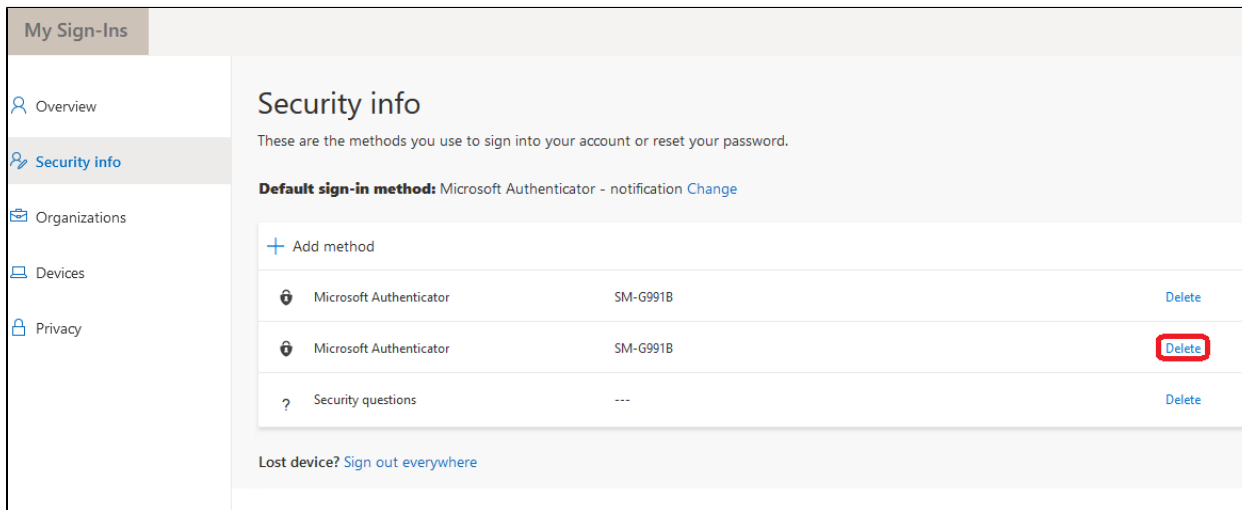 My Sign-Ins
Overview
Security info
Organizations
Devices
Privacy
Security info
These are the methods you use to sign into your account or reset your password.
Default sign-in method: Microsoft Authenticator - notification Change
+ Add method
Microsoft Authenticator SM-G991B Delete
Microsoft Authenticator SM-G991B Delete
? Security questions --- Delete
Lost device? Sign out everywhere